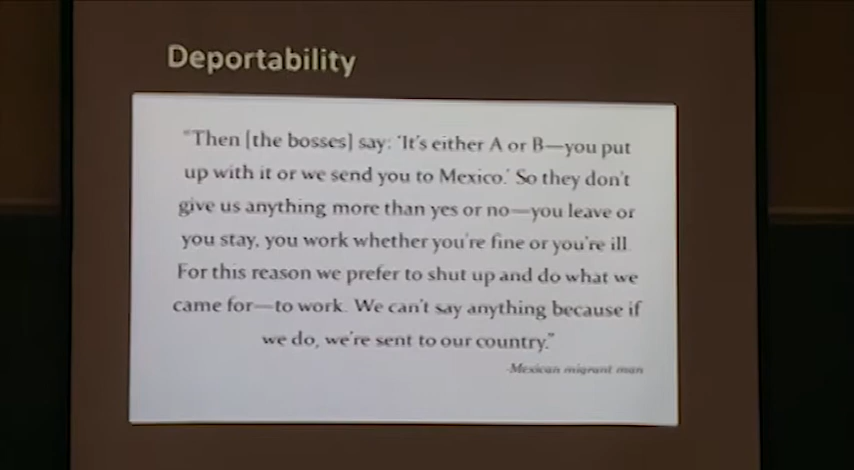 Deportability
"Then [the bosses] say: 'It's either A or B—you put
up with it or we send you to Mexico.' So they don't
give us anything more than yes or no—you leave or
you stay, you work whether you're fine or you're ill.
For this reason we prefer to shut up and do what we
came for—to work. We can't say anything because if
we do, we're sent to our country."
-Mexican migrant man